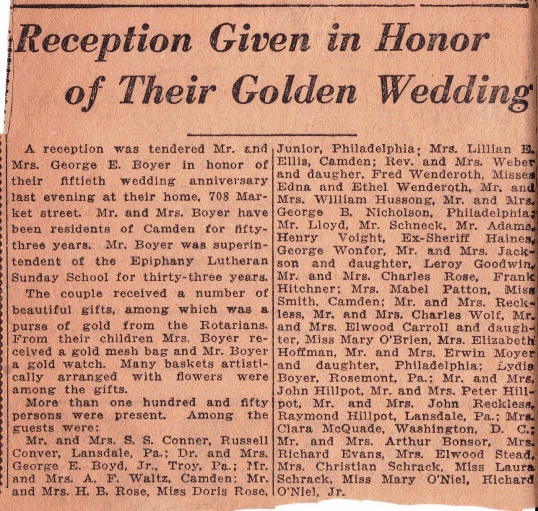 Reception Given in Honor
of Their Golden Wedding
A reception was tendered Mr. and
Mrs. George E. Boyer in honor of
their fiftieth wedding anniversary
last evening at their home, 708 Mar-
ket street. Mr. and Mrs. Boyer have
been residents of Camden for fifty-
three years. Mr. Boyer was superin-
tendent of the Epiphany Lutheran
Sunday School for thirty-three years.
The couple received a number of
beautiful gifts, among which was a
purse of gold from the Rotarians.
From their children Mrs. Boyer re-
ceived a gold mesh bag and Mr. Boyer
a gold watch. Many baskets artisti-
cally arranged with flowers were
among the gifts.
More than one hundred and fifty
persons were present. Among the
guests were:
Mr. and Mrs. S. S. Conner, Russell
Conver, Lansdale, Pa.; Dr. and Mrs.
George E. Boyd, Jr., Troy, Pa.; Mr.
and Mrs. A. F. Waltz, Camden; Mr.
and Mrs. H. B. Rose, Miss Doris Rose,
Junior, Philadelphia; Mrs. Lillian E.
Ellis, Camden; Rev. and Mrs. Weber
and daugher, Fred Wenderoth, Misses
Edna and Ethel Wenderoth, Mr. and
Mrs. William Hussong, Mr. and Mrs.
George B. Nicholson, Philadelphia;
Mr. Lloyd, Mr. Schneck, Mr. Adams,
Henry Voight, Ex-Sheriff Haines,
George Wonfor, Mr. and Mrs. Jack-
son and daughter, Leroy Goodwin,
Mr. and Mrs. Charles Rose, Frank
Hitchner; Mrs. Mabel Patton, Miss
Smith, Camden; Mr. and Mrs. Reck-
less, Mr. and Mrs. Charles Wolf, Mr.
and Mrs. Elwood Carroll and daugh-
ter, Miss Mary O'Brien, Mrs. Elizabeth
Hoffman, Mr. and Mrs. Erwin Moyer
and daughter, Philadelphia; Lydia
Boyer, Rosemont, Pa.; Mr. and Mrs.
John Hillpot, Mr. and Mrs. Peter Hill-
pot, Mr. and Mrs. John Reckless,
Raymond Hillpot, Lansdale, Pa.; Mrs.
Clara McQuade, Washington, D. C.;
Mr. and Mrs. Arthur Bonsor, Mrs.
Richard Evans, Mrs. Elwood Stead,
Mrs. Christian Schrack, Miss Laura
Schrack, Miss Mary O'Niel, Richard
O'Niel, Jr.